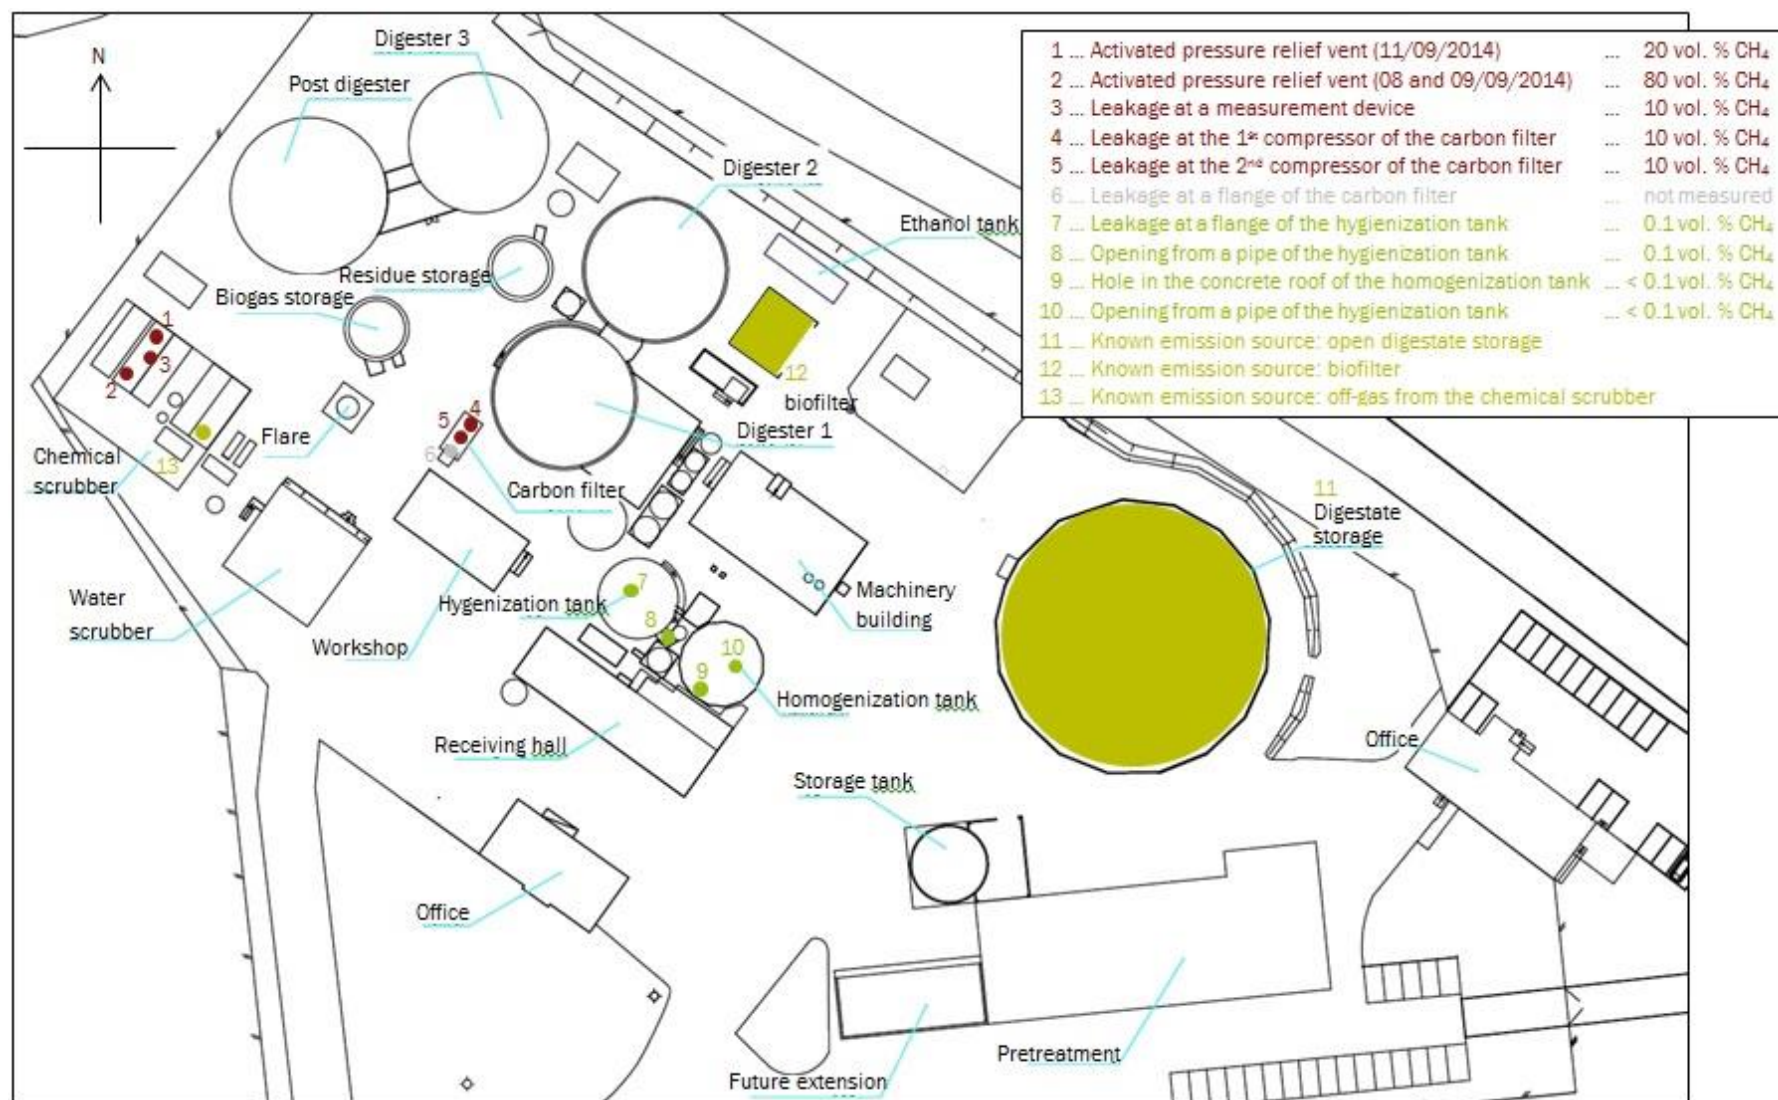 N
Digester 3
Post digester
Digester 2
Ethanol tank
Residue storage
Biogas storage
1
3
2
12
biofilter
Digester 1
5
4
6
Flare
Chemical
scrubber
13
Carbon filter
11
Digestate
storage
Water
scrubber
Hygenization tank
7
8
Machinery
building
Workshop
10
9
Homogenization tank
Receiving hall
Office
Storage tank
Office
Pretreatment
Future extension
1 ... Activated pressure relief vent (11/09/2014) ... 20 vol. % CH₄
2 ... Activated pressure relief vent (08 and 09/09/2014) ... 80 vol. % CH₄
3 ... Leakage at a measurement device ... 10 vol. % CH₄
4 ... Leakage at the 1ˢᵗ compressor of the carbon filter ... 10 vol. % CH₄
5 ... Leakage at the 2ⁿᵈ compressor of the carbon filter ... 10 vol. % CH₄
6 ... Leakage at a flange of the carbon filter ... not measured
7 ... Leakage at a flange of the hygienization tank ... 0.1 vol. % CH₄
8 ... Opening from a pipe of the hygienization tank ... 0.1 vol. % CH₄
9 ... Hole in the concrete roof of the homogenization tank ... < 0.1 vol. % CH₄
10 ... Opening from a pipe of the hygienization tank ... < 0.1 vol. % CH₄
11 ... Known emission source: open digestate storage
12 ... Known emission source: biofilter
13 ... Known emission source: off-gas from the chemical scrubber